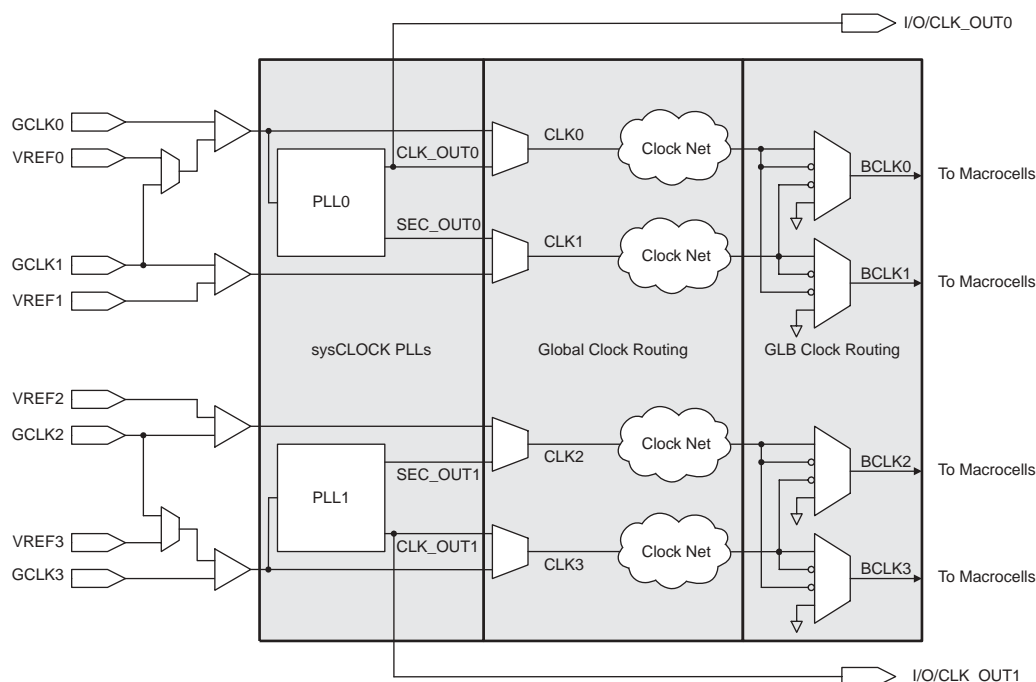 I/O/CLK_OUT0
GCLK0
VREF0
CLK_OUT0
CLK0
Clock Net
BCLK0
To Macrocells
PLL0
SEC_OUT0
GCLK1
VREF1
CLK1
Clock Net
BCLK1
To Macrocells
sysCLOCK PLLs
Global Clock Routing
GLB Clock Routing
VREF2
GCLK2
Clock Net
CLK2
BCLK2
To Macrocells
SEC_OUT1
PLL1
VREF3
GCLK3
CLK_OUT1
CLK3
Clock Net
BCLK3
To Macrocells
I/O/CLK_OUT1